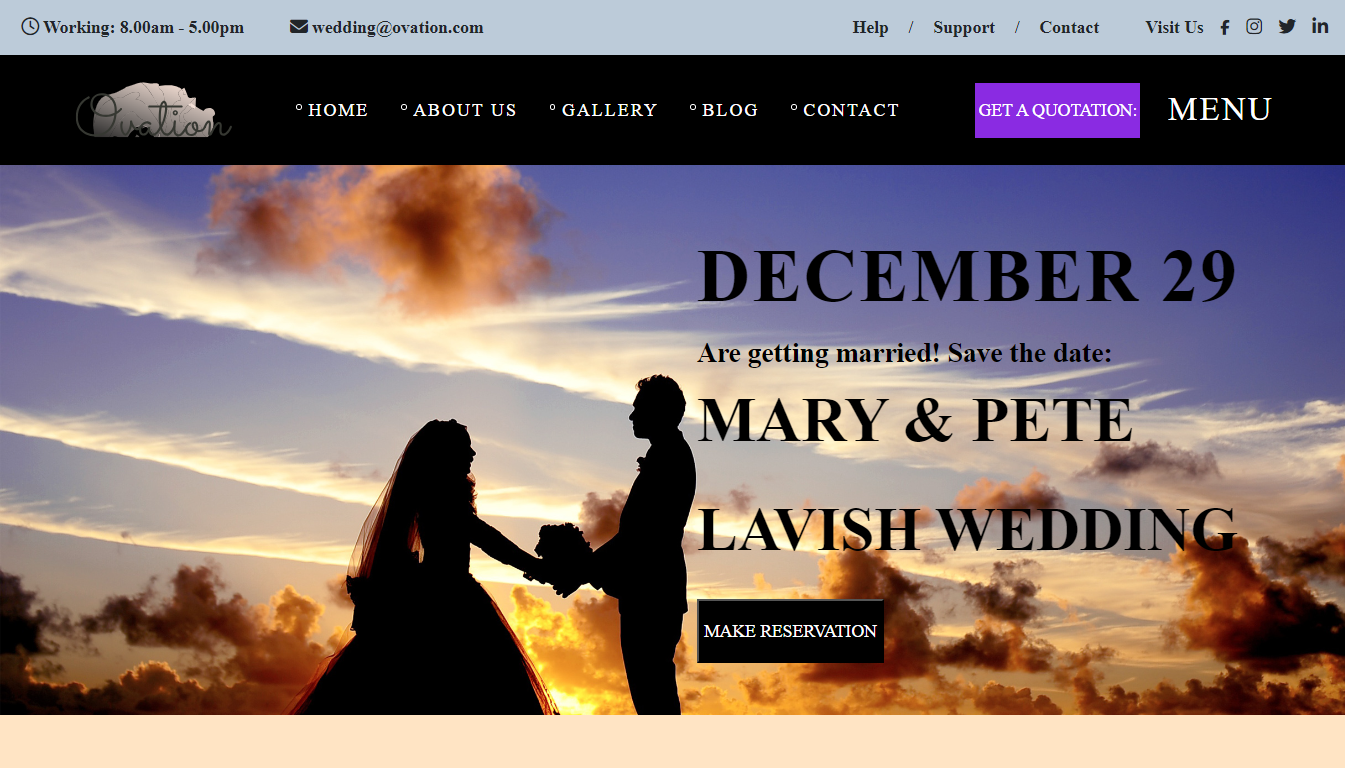 Working: 8.00am - 5.00pm wedding@ovation.com Help / Support / Contact Visit Us
Ovation HOME ABOUT US GALLERY BLOG CONTACT GET A QUOTATION: MENU
DECEMBER 29
Are getting married! Save the date:
MARY & PETE
LAVISH WEDDING
MAKE RESERVATION